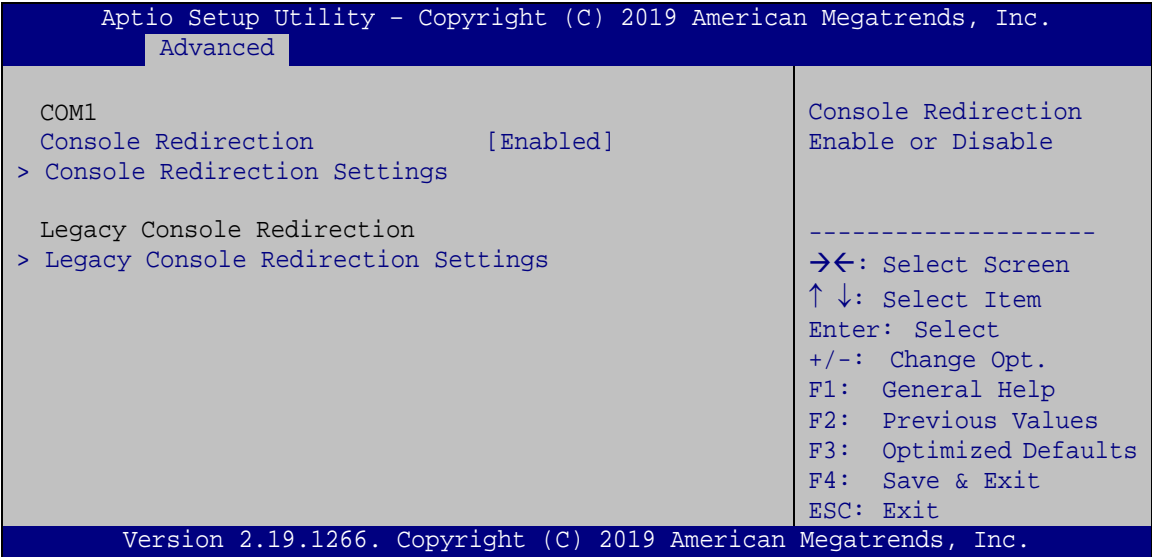 Aptio Setup Utility – Copyright (C) 2019 American Megatrends, Inc.
Advanced
COM1
Console Redirection [Enabled]
> Console Redirection Settings
Legacy Console Redirection
> Legacy Console Redirection Settings
Console Redirection
Enable or Disable
--------------------
→←: Select Screen
↑ ↓: Select Item
Enter: Select
+/-: Change Opt.
F1: General Help
F2: Previous Values
F3: Optimized Defaults
F4: Save & Exit
ESC: Exit
Version 2.19.1266. Copyright (C) 2019 American Megatrends, Inc.